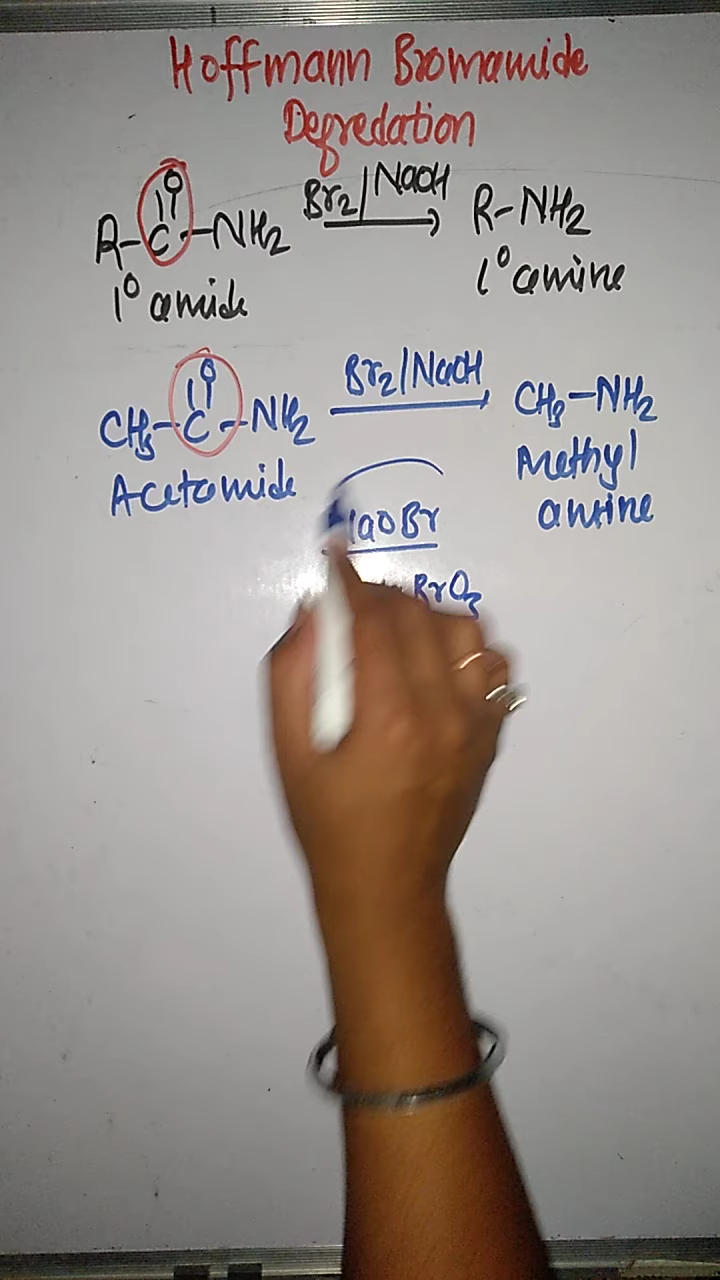 Hoffmann Bromamide
Degredation
O
R-C-NH2 Br2/NaOH R-NH2
1° amide 1° amine
O
CH3-C-NH2 Br2/NaOH CH3-NH2
Acetamide Methyl
amine
BrO3